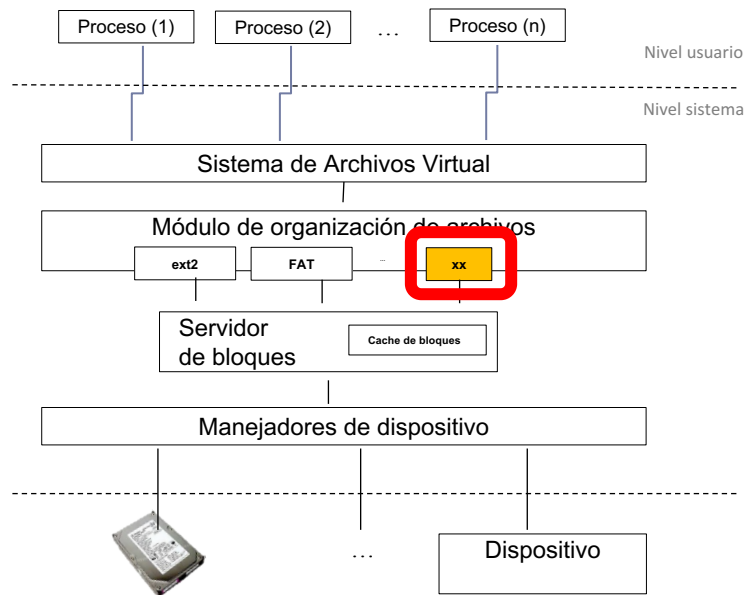 Proceso (1)
Proceso (2)
...
Proceso (n)
Nivel usuario
Nivel sistema
Sistema de Archivos Virtual
Módulo de organización de archivos
ext2
FAT
...
xx
Servidor
de bloques
Cache de bloques
Manejadores de dispositivo
...
Dispositivo